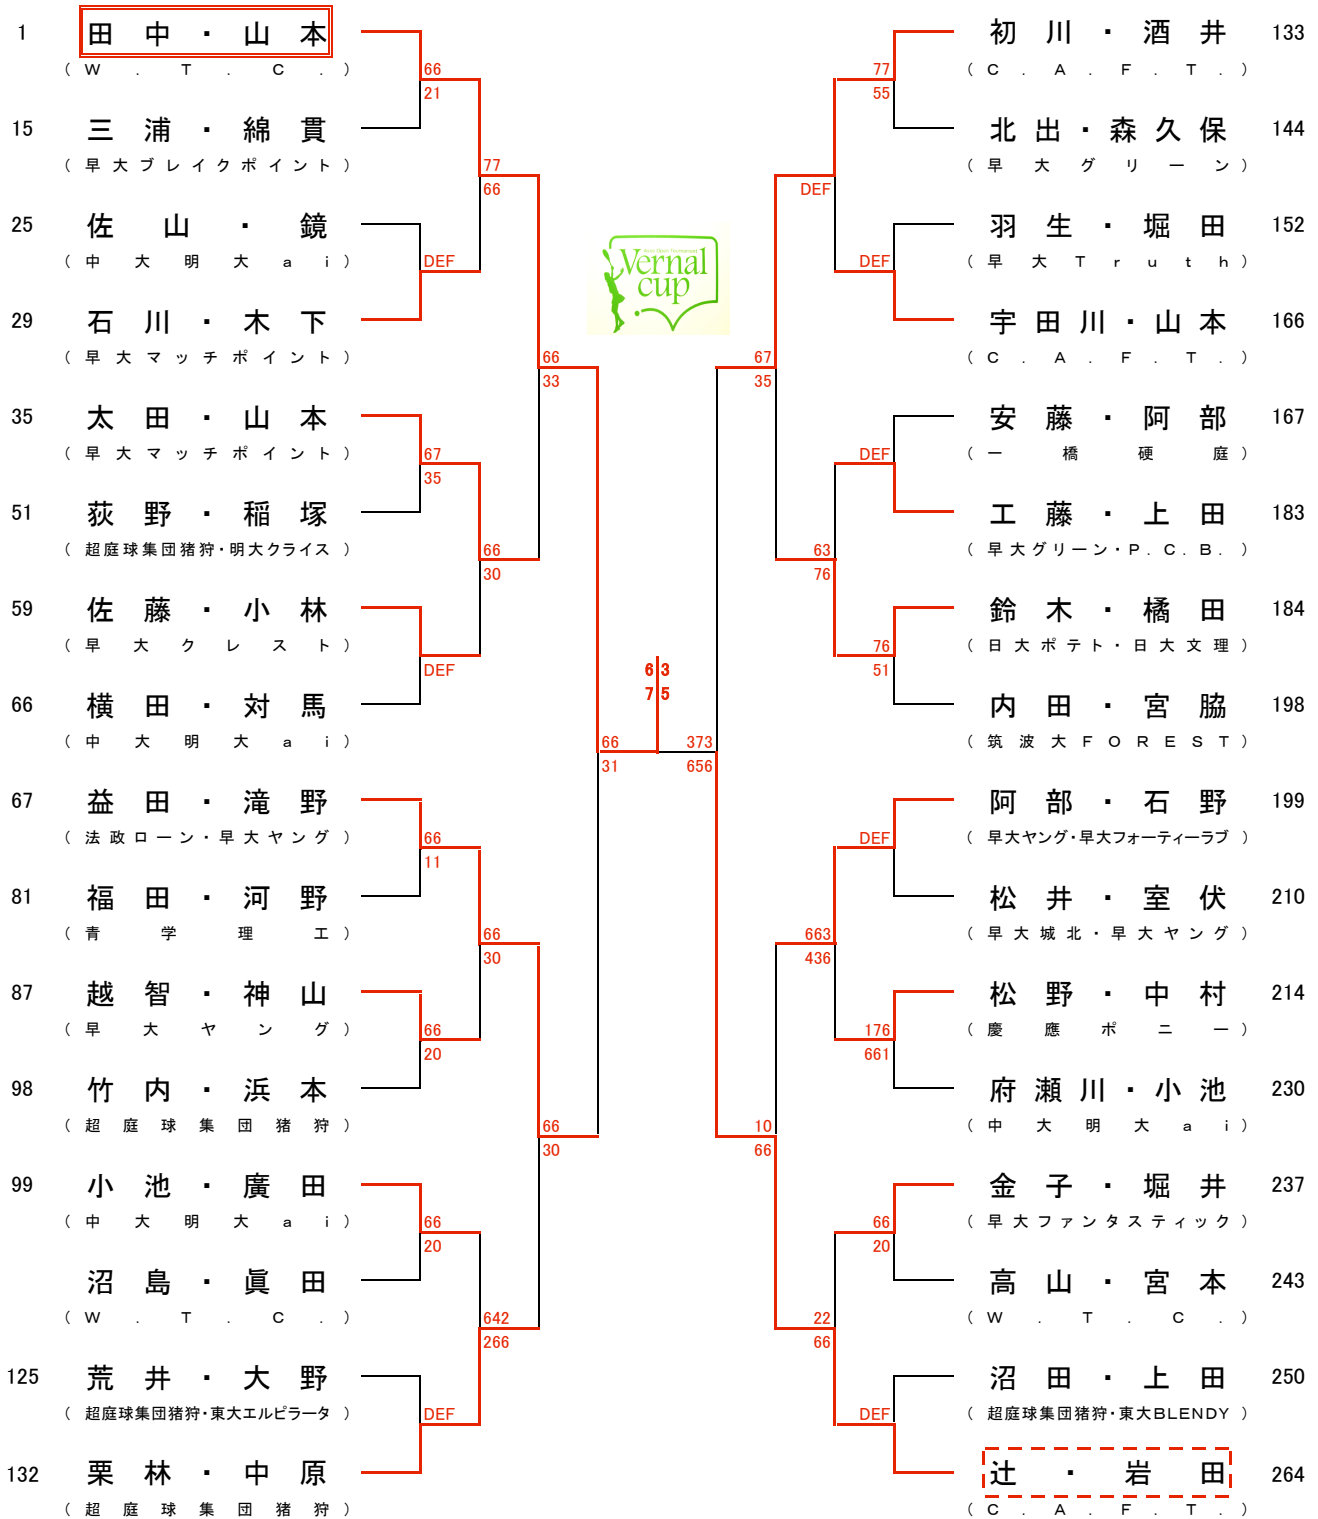 1 田中・山本
(W.T.C.)
66
21
15 三浦・綿貫
(早大ブレイクポイント)
77
66
25 佐山・鏡
(中大明大ai)
DEF
29 石川・木下
(早大マッチポイント)
66
33
35 太田・山本
(早大マッチポイント)
67
35
51 荻野・稲塚
(超庭球集団猪狩・明大クライス)
66
30
59 佐藤・小林
(早大クレスト)
DEF
66 横田・対馬
(中大明大ai)
66
31
67 益田・滝野
(法政ローン・早大ヤング)
66
11
81 福田・河野
(青学理工)
66
30
87 越智・神山
(早大ヤング)
66
20
98 竹内・浜本
(超庭球集団猪狩)
66
30
99 小池・廣田
(中大明大ai)
66
20
沼島・眞田
(W.T.C.)
642
266
125 荒井・大野
(超庭球集団猪狩・東大エルピラータ)
DEF
132 栗林・中原
(超庭球集団猪狩)
Vernal
cup
6 3
7 5
初川・酒井 133
(C.A.F.T.)
77
55
北出・森久保 144
(早大グリーン)
DEF
羽生・堀田 152
(早大Truth)
DEF
宇田川・山本 166
(C.A.F.T.)
67
35
安藤・阿部 167
(一橋硬庭)
DEF
工藤・上田 183
(早大グリーン・P.C.B.)
63
76
鈴木・橘田 184
(日大ポテト・日大文理)
76
51
内田・宮脇 198
(筑波大FOREST)
373
656
阿部・石野 199
(早大ヤング・早大フォーティーラブ)
DEF
松井・室伏 210
(早大城北・早大ヤング)
663
436
松野・中村 214
(慶應ポニー)
176
661
府瀬川・小池 230
(中大明大ai)
10
66
金子・堀井 237
(早大ファンタスティック)
66
20
高山・宮本 243
(W.T.C.)
22
66
沼田・上田 250
(超庭球集団猪狩・東大BLENDY)
DEF
辻・岩田 264
(C.A.F.T.)